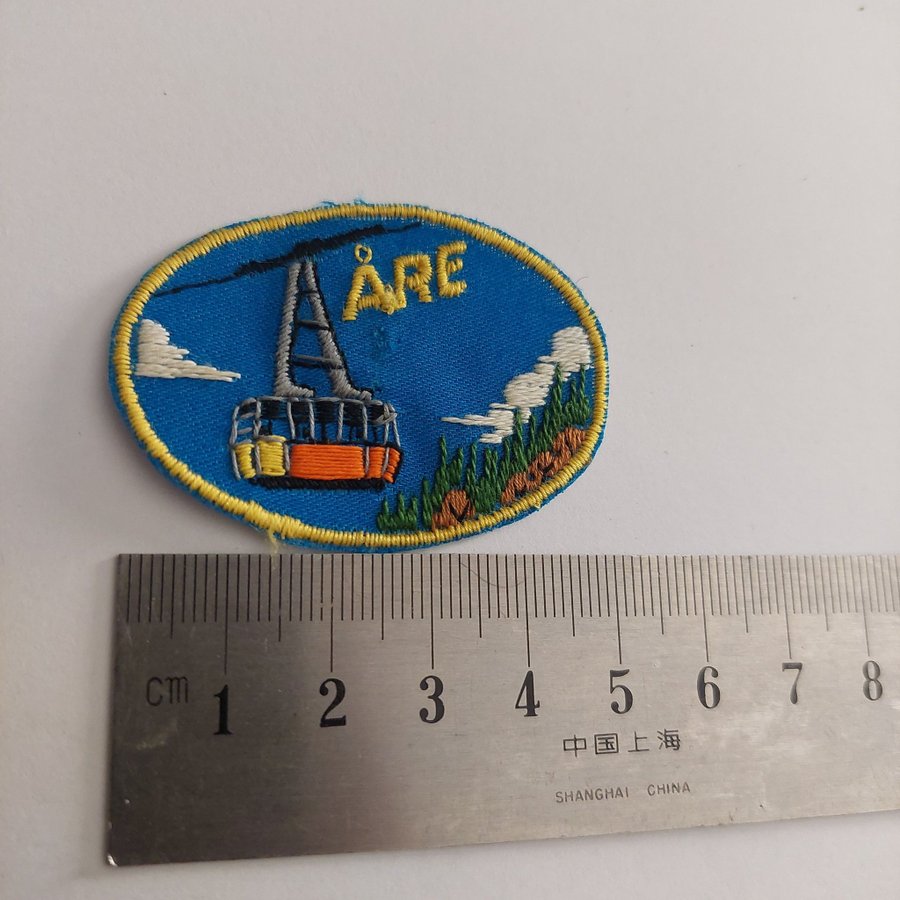 ÅRE
cm 1 2 3 4 5 6 7 8
中国上海
SHANGHAI CHINA